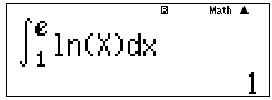 R Math ▲
∫₁ᵉ ln(X)dx
1